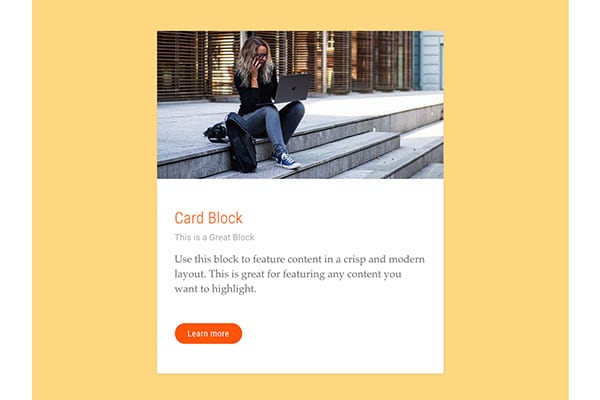 Card Block
This is a Great Block
Use this block to feature content in a crisp and modern
layout. This is great for featuring any content you
want to highlight.
Learn more